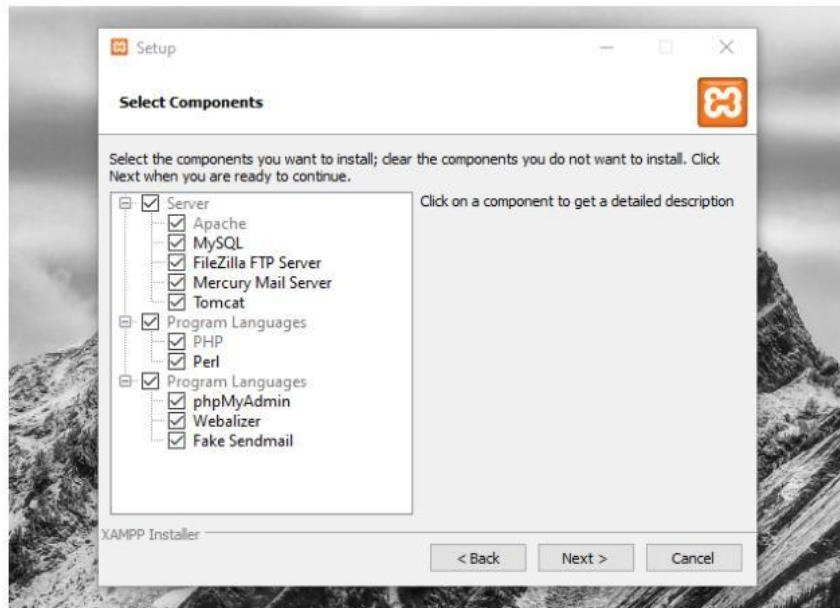 Setup
Select Components
Select the components you want to install; clear the components you do not want to install. Click
Next when you are ready to continue.
Server
Apache
MySQL
FileZilla FTP Server
Mercury Mail Server
Tomcat
Program Languages
PHP
Perl
Program Languages
phpMyAdmin
Webalizer
Fake Sendmail
Click on a component to get a detailed description
XAMPP Installer
< Back Next > Cancel